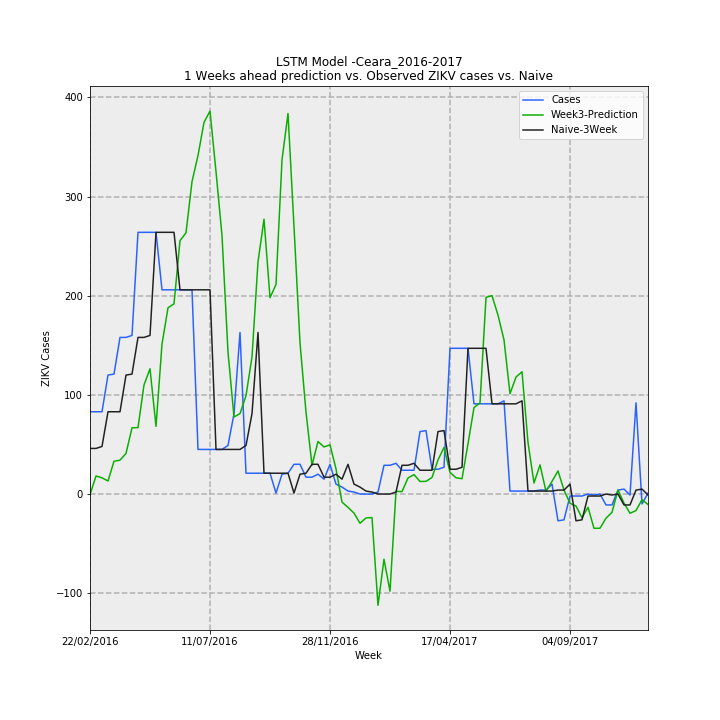 LSTM Model -Ceara_2016-2017
1 Weeks ahead prediction vs. Observed ZIKV cases vs. Naive
Cases
Week3-Prediction
Naive-3Week
ZIKV Cases
400
300
200
100
0
−100
22/02/2016
11/07/2016
28/11/2016
17/04/2017
04/09/2017
Week